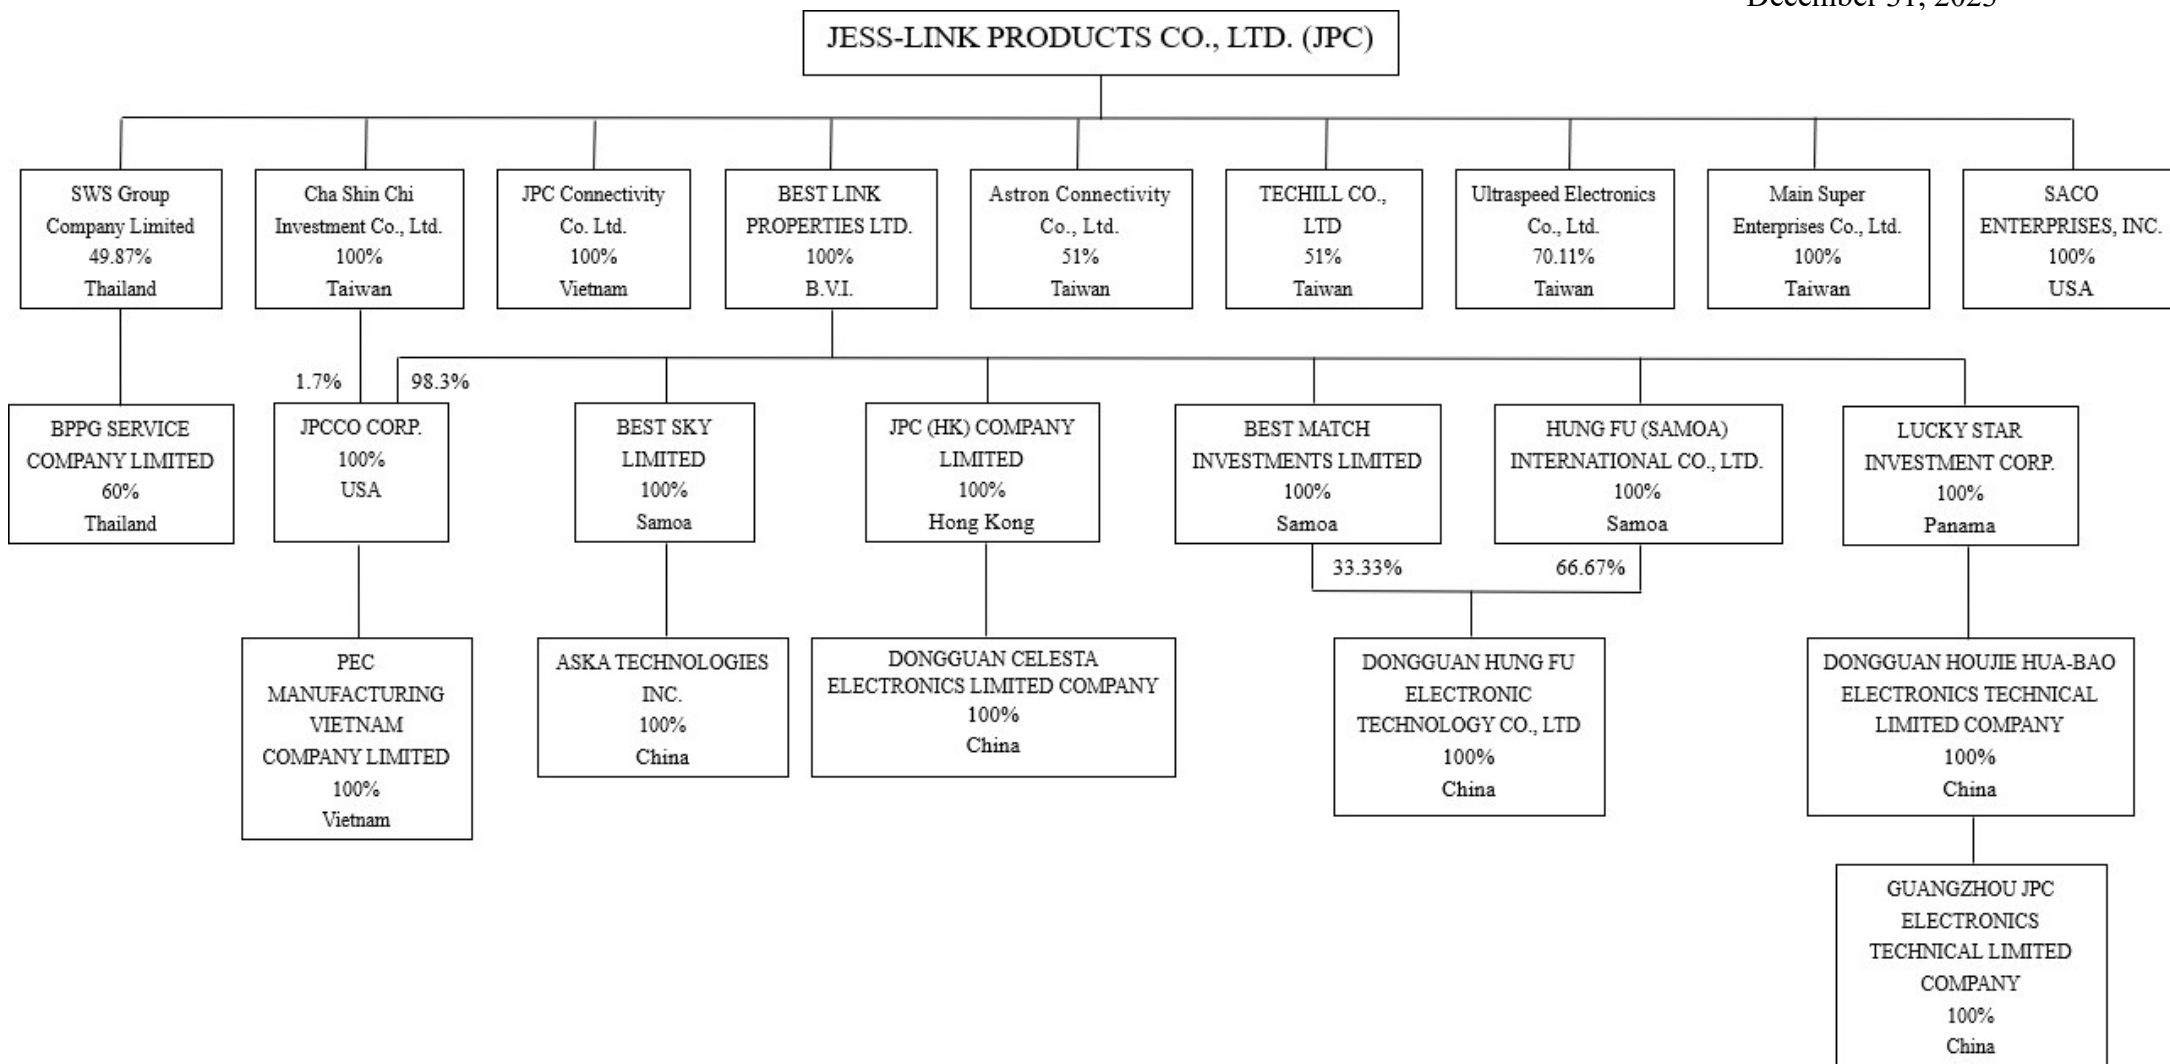 December 31, 2023
JESS-LINK PRODUCTS CO., LTD. (JPC)
SWS Group
Company Limited
49.87%
Thailand
Cha Shin Chi
Investment Co., Ltd.
100%
Taiwan
JPC Connectivity
Co. Ltd.
100%
Vietnam
BEST LINK
PROPERTIES LTD.
100%
B.V.I.
Astron Connectivity
Co., Ltd.
51%
Taiwan
TECHILL CO.,
LTD
51%
Taiwan
Ultraspeed Electronics
Co., Ltd.
70.11%
Taiwan
Main Super
Enterprises Co., Ltd.
100%
Taiwan
SACO
ENTERPRISES, INC.
100%
USA
1.7%
98.3%
BPPG SERVICE
COMPANY LIMITED
60%
Thailand
JPCCO CORP.
100%
USA
BEST SKY
LIMITED
100%
Samoa
JPC (HK) COMPANY
LIMITED
100%
Hong Kong
BEST MATCH
INVESTMENTS LIMITED
100%
Samoa
HUNG FU (SAMOA)
INTERNATIONAL CO., LTD.
100%
Samoa
LUCKY STAR
INVESTMENT CORP.
100%
Panama
33.33%
66.67%
PEC
MANUFACTURING
VIETNAM
COMPANY LIMITED
100%
Vietnam
ASKA TECHNOLOGIES
INC.
100%
China
DONGGUAN CELESTA
ELECTRONICS LIMITED COMPANY
100%
China
DONGGUAN HUNG FU
ELECTRONIC
TECHNOLOGY CO., LTD
100%
China
DONGGUAN HOUJIE HUA-BAO
ELECTRONICS TECHNICAL
LIMITED COMPANY
100%
China
GUANGZHOU JPC
ELECTRONICS
TECHNICAL LIMITED
COMPANY
100%
China